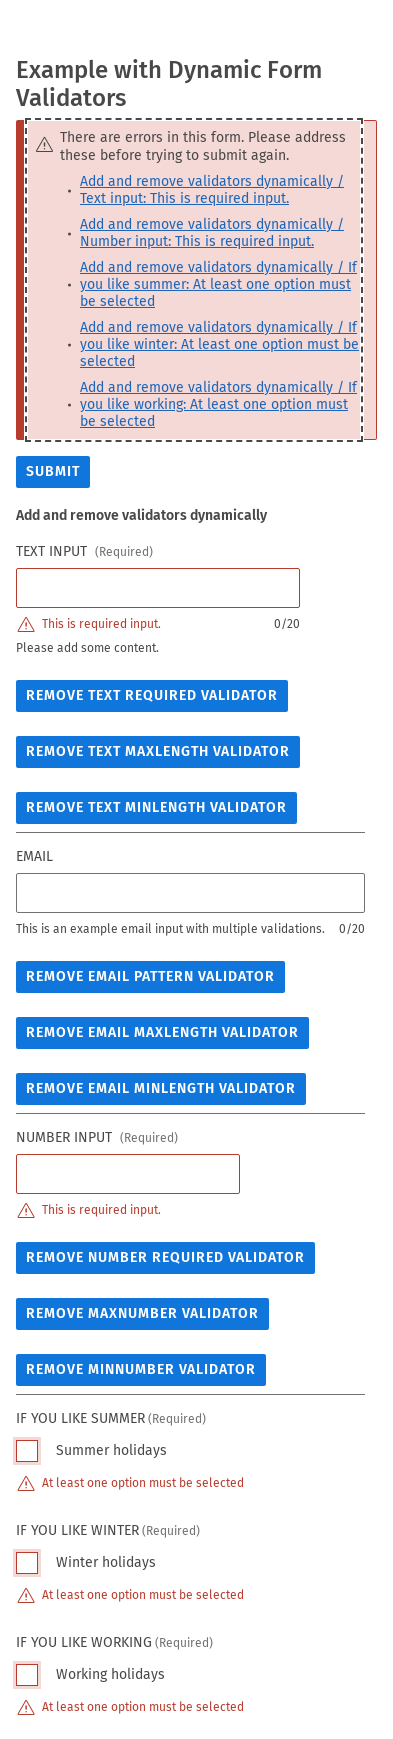 Example with Dynamic Form
Validators
There are errors in this form. Please address
these before trying to submit again.
• Add and remove validators dynamically /
Text input: This is required input.
• Add and remove validators dynamically /
Number input: This is required input.
• Add and remove validators dynamically / If
you like summer: At least one option must
be selected
• Add and remove validators dynamically / If
you like winter: At least one option must be
selected
• Add and remove validators dynamically / If
you like working: At least one option must
be selected
SUBMIT
Add and remove validators dynamically
TEXT INPUT (Required)
This is required input. 0/20
Please add some content.
REMOVE TEXT REQUIRED VALIDATOR
REMOVE TEXT MAXLENGTH VALIDATOR
REMOVE TEXT MINLENGTH VALIDATOR
EMAIL
This is an example email input with multiple validations. 0/20
REMOVE EMAIL PATTERN VALIDATOR
REMOVE EMAIL MAXLENGTH VALIDATOR
REMOVE EMAIL MINLENGTH VALIDATOR
NUMBER INPUT (Required)
This is required input.
REMOVE NUMBER REQUIRED VALIDATOR
REMOVE MAXNUMBER VALIDATOR
REMOVE MINNUMBER VALIDATOR
IF YOU LIKE SUMMER (Required)
Summer holidays
At least one option must be selected
IF YOU LIKE WINTER (Required)
Winter holidays
At least one option must be selected
IF YOU LIKE WORKING (Required)
Working holidays
At least one option must be selected